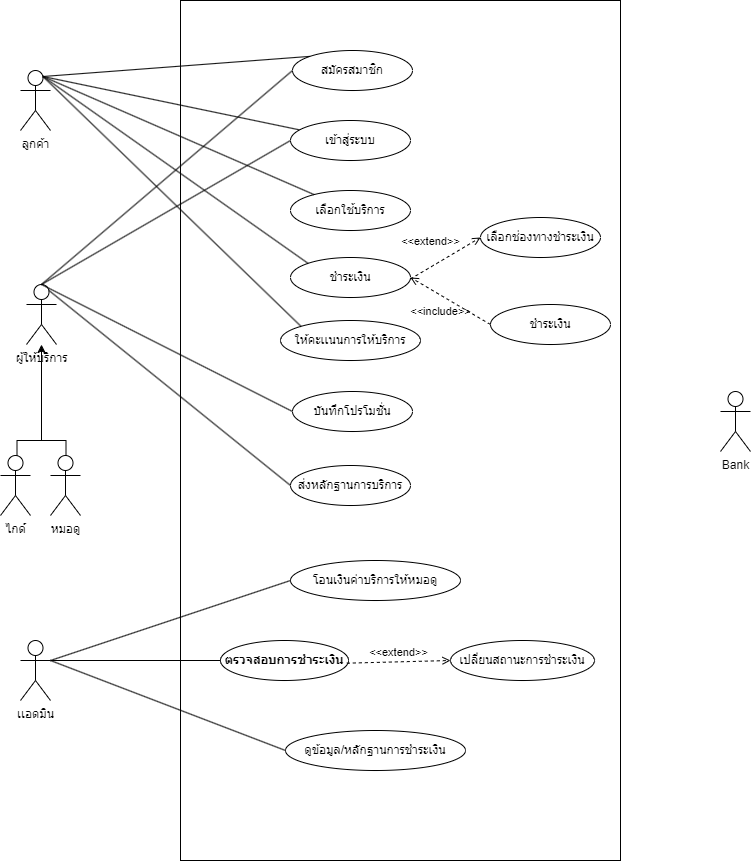 สมัครสมาชิก
ลูกค้า
เข้าสู่ระบบ
เลือกใช้บริการ
<<extend>>
เลือกช่องทางชำระเงิน
ชำระเงิน
<<include>>
ชำระเงิน
ให้คะแนนการให้บริการ
ผู้ให้บริการ
บันทึกโปรโมชั่น
Bank
ส่งหลักฐานการบริการ
ไกด์
หมอดู
โอนเงินค่าบริการให้หมอดู
<<extend>>
ตรวจสอบการชำระเงิน
เปลี่ยนสถานะการชำระเงิน
แอดมิน
ดูข้อมูล/หลักฐานการชำระเงิน